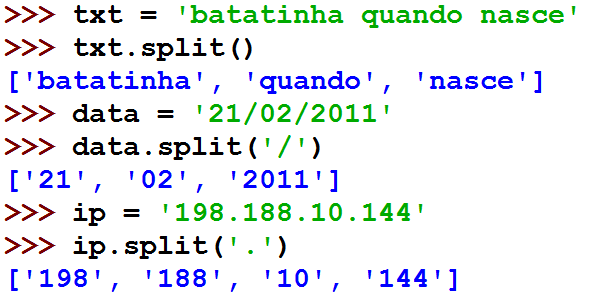 >>> txt = 'batatinha quando nasce'
>>> txt.split()
['batatinha', 'quando', 'nasce']
>>> data = '21/02/2011'
>>> data.split('/')
['21', '02', '2011']
>>> ip = '198.188.10.144'
>>> ip.split('.')
['198', '188', '10', '144']